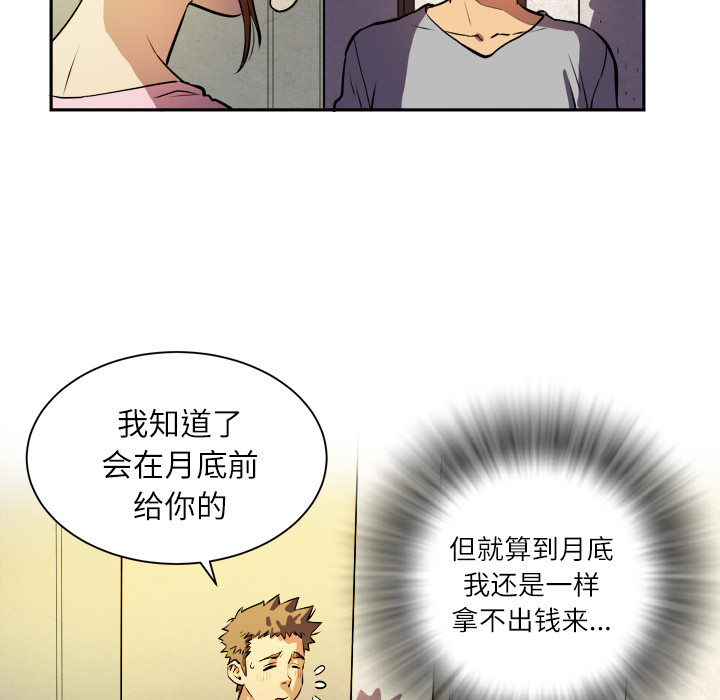 我知道了
会在月底前
给你的
但就算到月底
我还是一样
拿不出钱来...